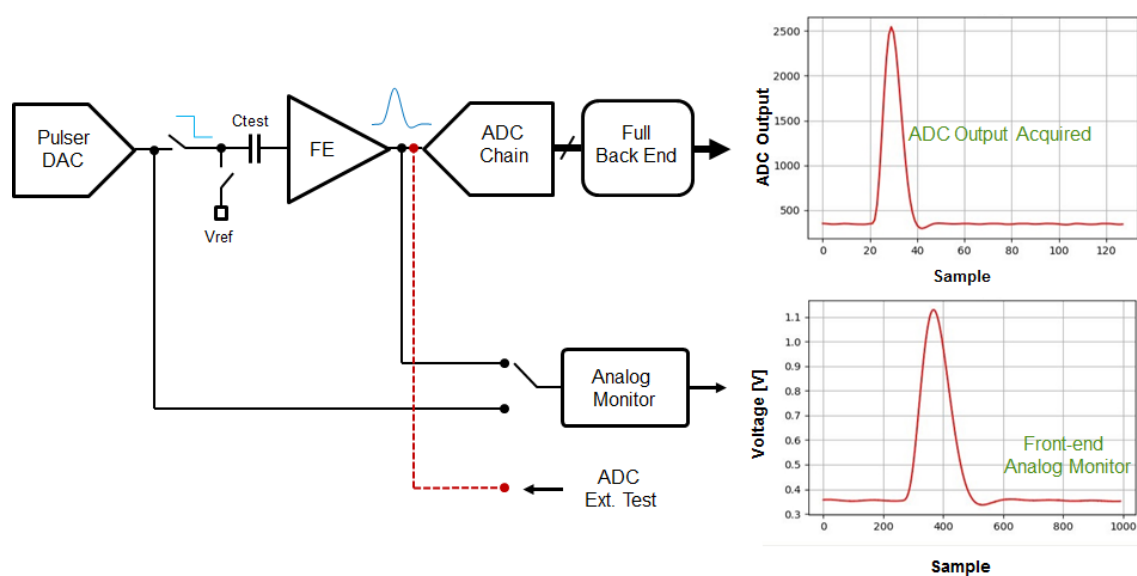 Pulser
DAC
Ctest
Vref
FE
ADC
Chain
Full
Back End
Analog
Monitor
ADC
Ext. Test
ADC Output
2500
2000
1500
1000
500
ADC Output Acquired
0
20
40
60
80
100
120
Sample
Voltage [V]
1.1
1.0
0.9
0.8
0.7
0.6
0.5
0.4
0.3
Front-end
Analog Monitor
0
200
400
600
800
1000
Sample